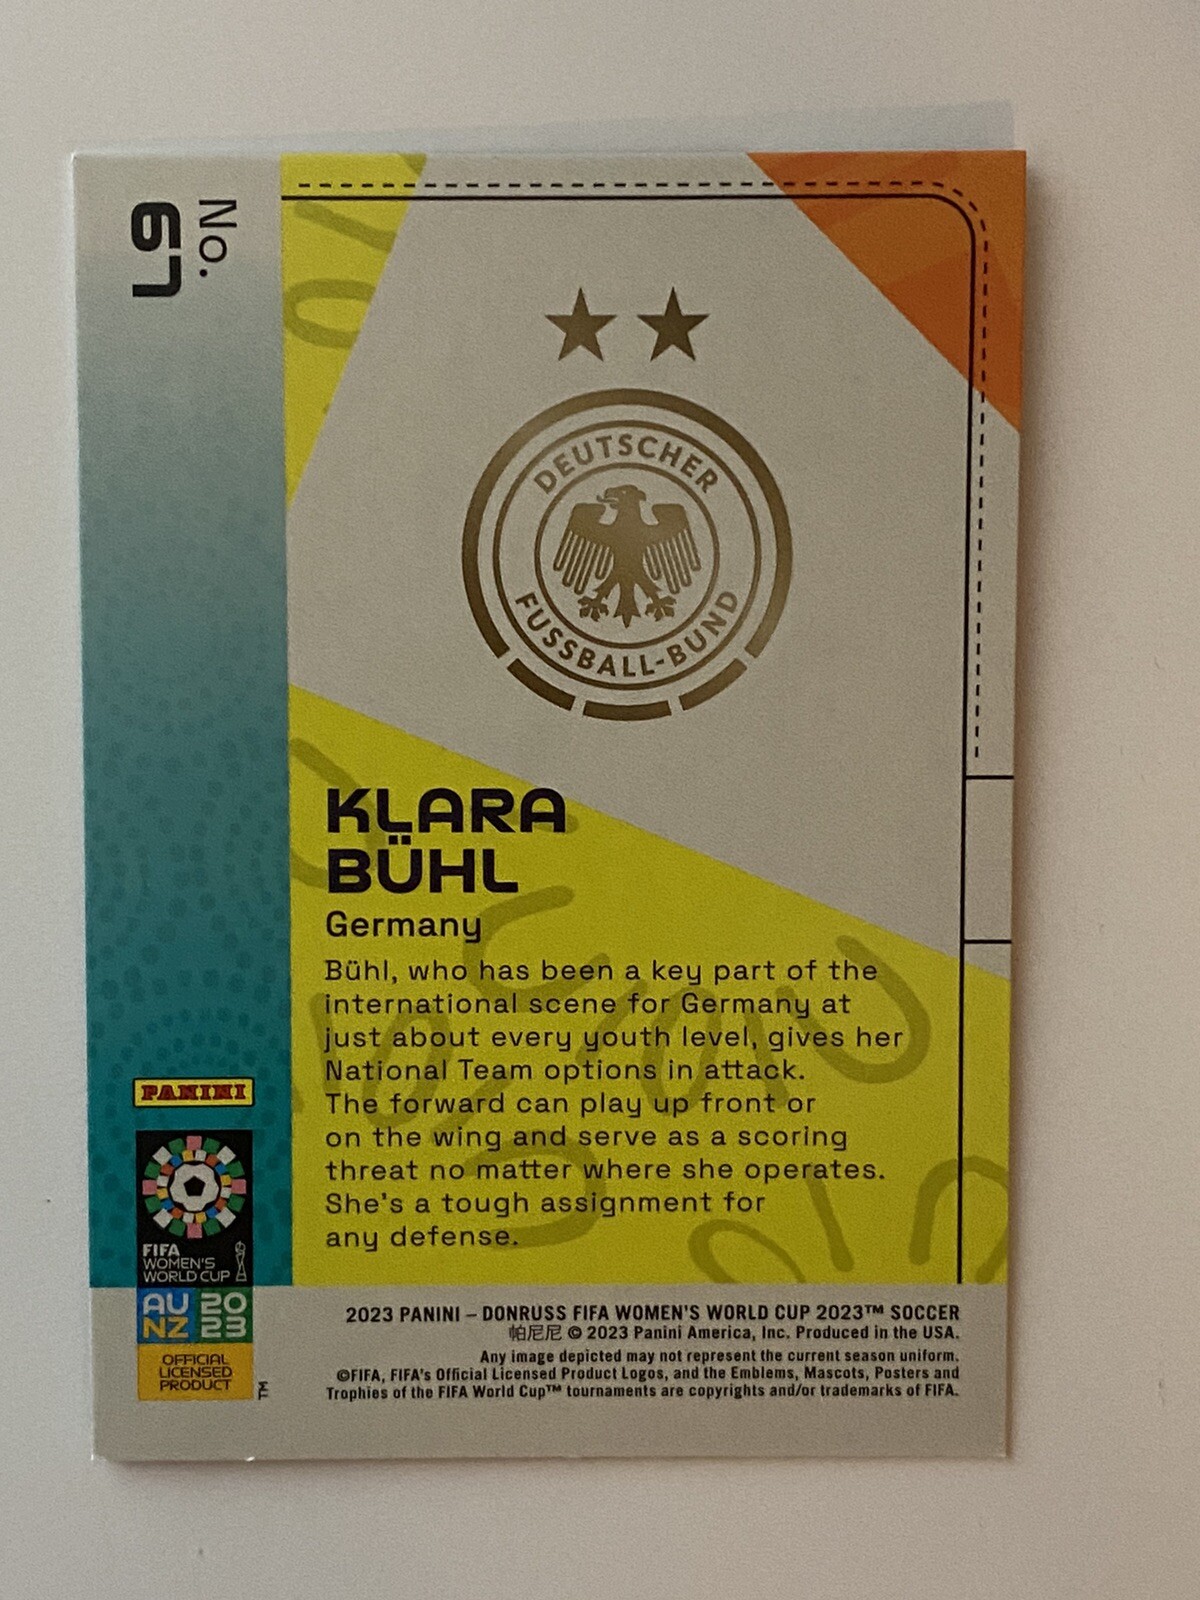 No.
67
DEUTSCHER
FUSSBALL-BUND
KLARA
BÜHL
Germany
Bühl, who has been a key part of the
international scene for Germany at
just about every youth level, gives her
National Team options in attack.
The forward can play up front or
on the wing and serve as a scoring
threat no matter where she operates.
She's a tough assignment for
any defense.
PANINI
FIFA
WOMEN'S
WORLD CUP
AU 20
NZ 23
OFFICIAL
LICENSED
PRODUCT
TM
2023 PANINI – DONRUSS FIFA WOMEN'S WORLD CUP 2023™ SOCCER
帕尼尼 © 2023 Panini America, Inc. Produced in the USA.
Any image depicted may not represent the current season uniform.
©FIFA, FIFA's Official Licensed Product Logos, and the Emblems, Mascots, Posters and
Trophies of the FIFA World Cup™ tournaments are copyrights and/or trademarks of FIFA.